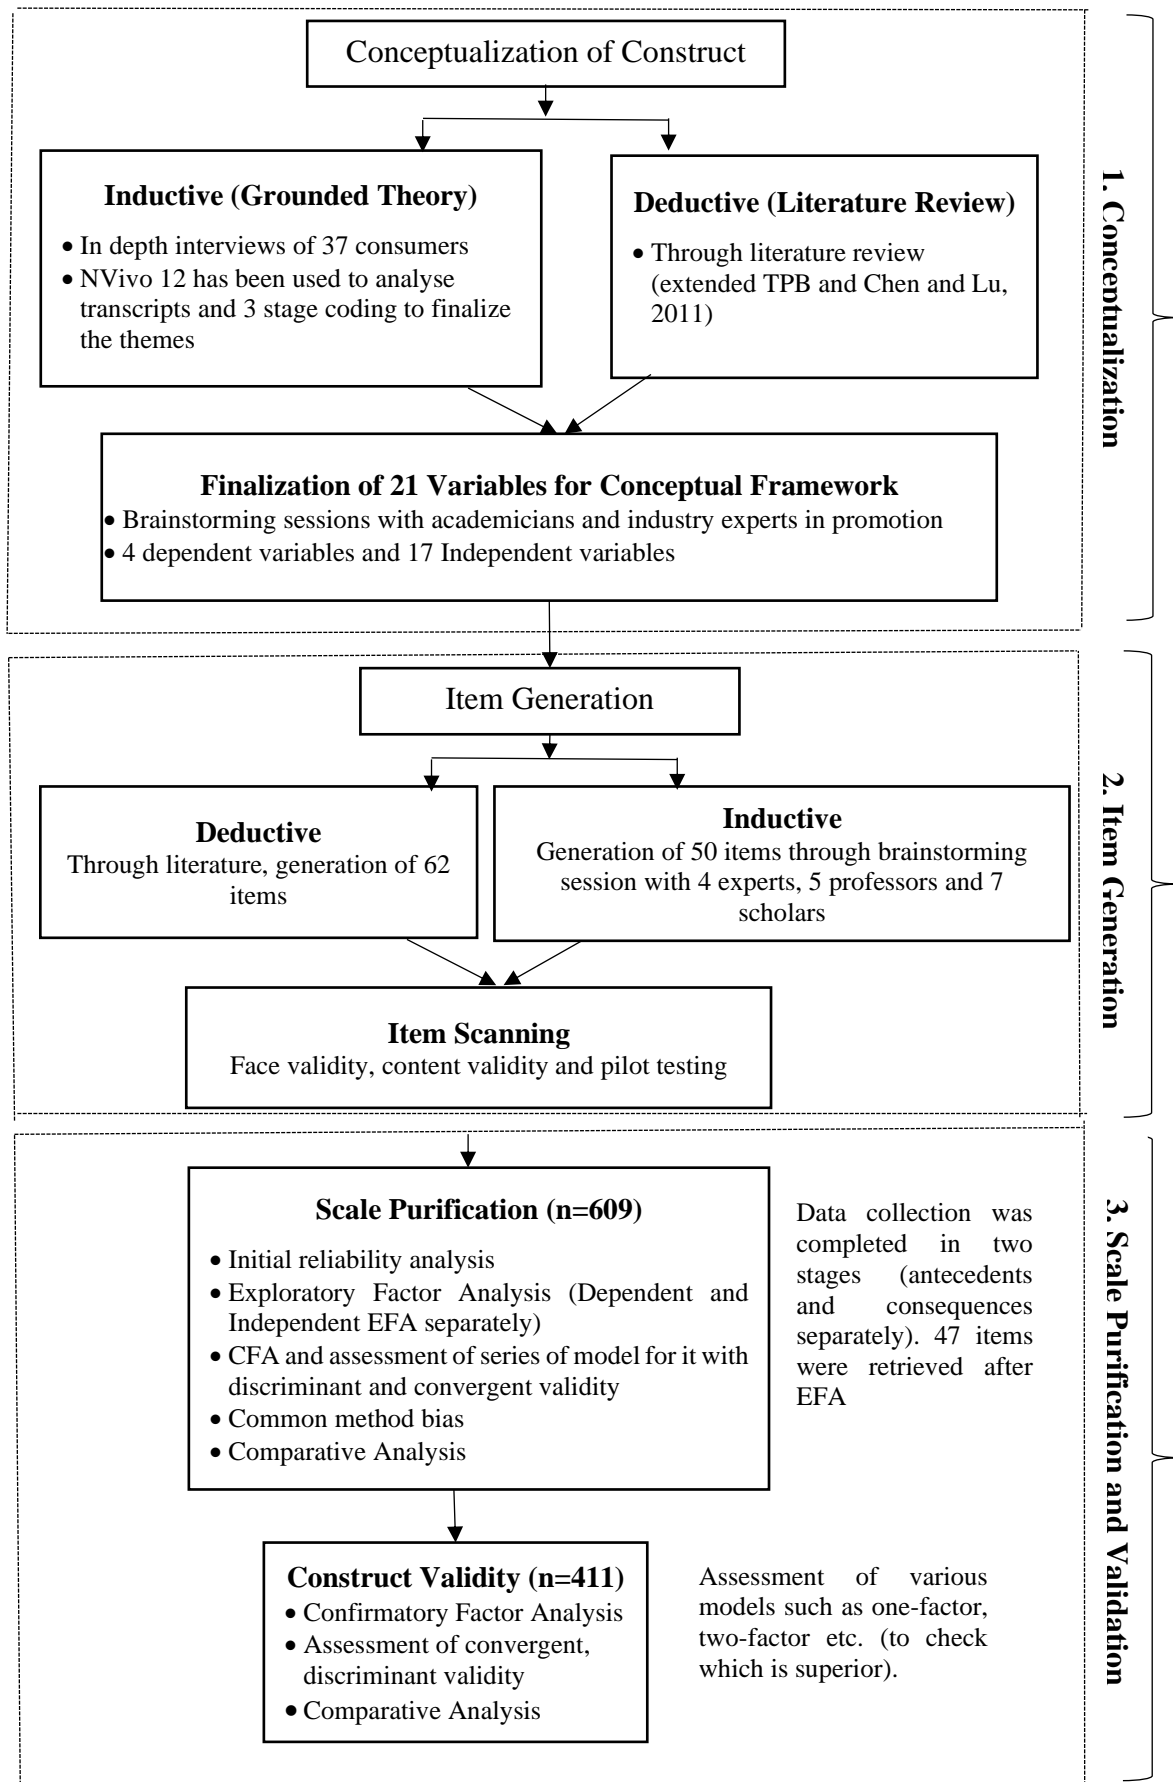 Conceptualization of Construct
Inductive (Grounded Theory)
• In depth interviews of 37 consumers
• NVivo 12 has been used to analyse
transcripts and 3 stage coding to finalize
the themes
Deductive (Literature Review)
• Through literature review
(extended TPB and Chen and Lu,
2011)
Finalization of 21 Variables for Conceptual Framework
• Brainstorming sessions with academicians and industry experts in promotion
• 4 dependent variables and 17 Independent variables
1. Conceptualization
Item Generation
Deductive
Through literature, generation of 62
items
Inductive
Generation of 50 items through brainstorming
session with 4 experts, 5 professors and 7
scholars
Item Scanning
Face validity, content validity and pilot testing
2. Item Generation
Scale Purification (n=609)
• Initial reliability analysis
• Exploratory Factor Analysis (Dependent and
Independent EFA separately)
• CFA and assessment of series of model for it with
discriminant and convergent validity
• Common method bias
• Comparative Analysis
Data collection was
completed in two
stages (antecedents
and consequences
separately). 47 items
were retrieved after
EFA
Construct Validity (n=411)
• Confirmatory Factor Analysis
• Assessment of convergent,
discriminant validity
• Comparative Analysis
Assessment of various
models such as one-factor,
two-factor etc. (to check
which is superior).
3. Scale Purification and Validation